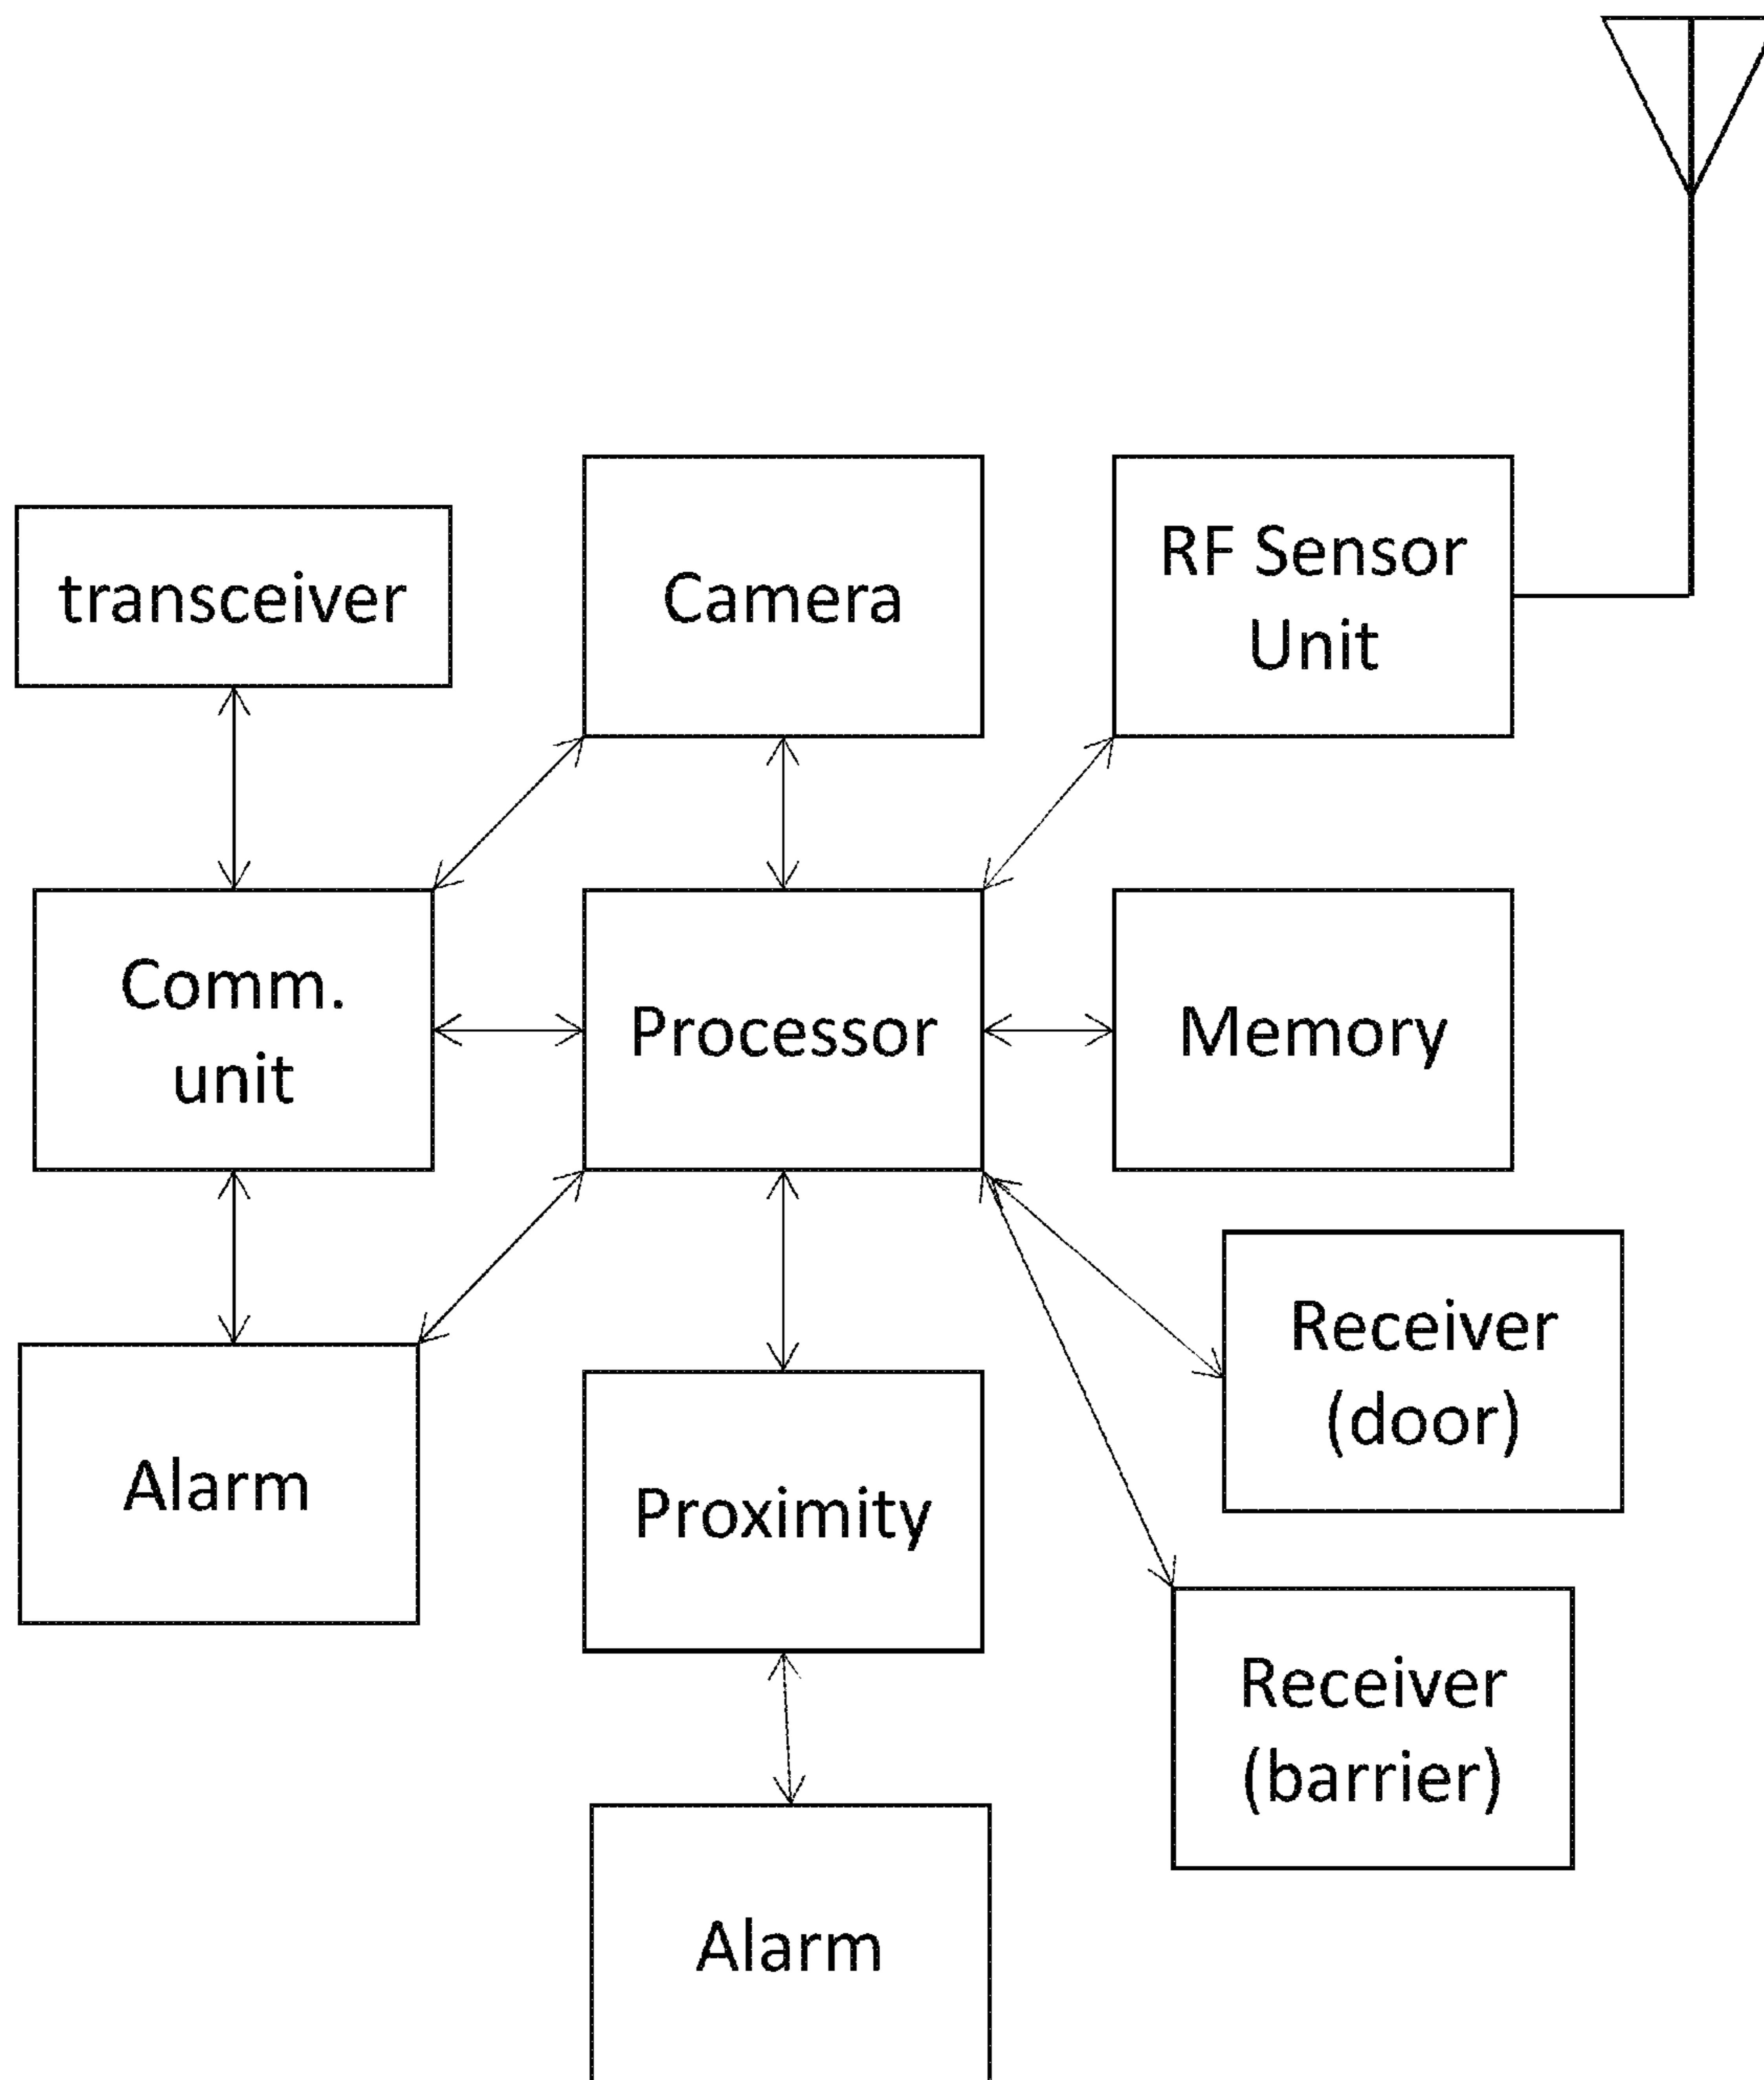 transceiver
Camera
RF Sensor
Unit
Comm.
unit
Processor
Memory
Alarm
Proximity
Receiver
(door)
Receiver
(barrier)
Alarm